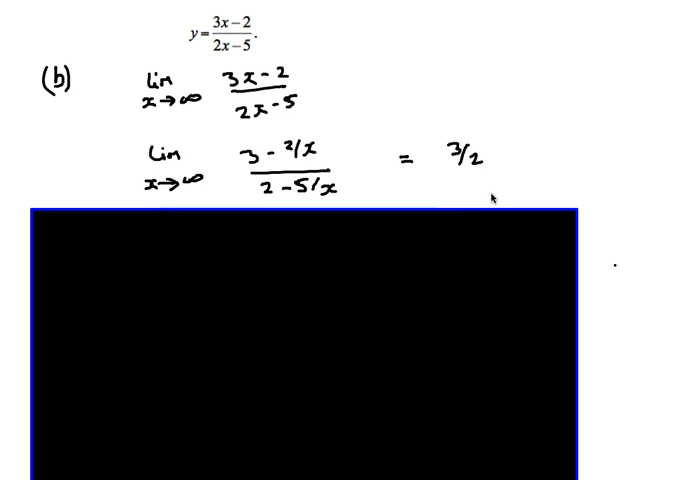 y = 3x − 2 / 2x − 5 .
(b) lim x→∞ 3x - 2 / 2x - 5
Lim x→∞ 3 - 2/x / 2 - 5/x = 3/2